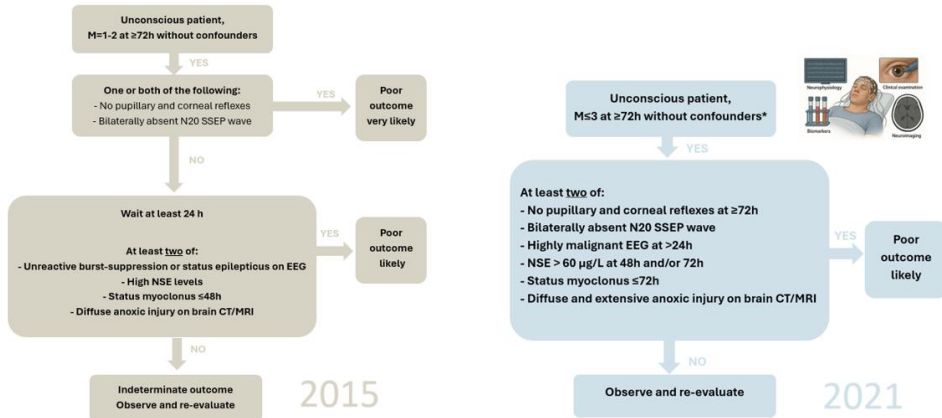 Unconscious patient,
M=1-2 at ≥72h without confounders
YES
One or both of the following:
- No pupillary and corneal reflexes
- Bilaterally absent N20 SSEP wave
YES
Poor
outcome
very likely
NO
Wait at least 24 h
At least two of:
- Unreactive burst-suppression or status epilepticus on EEG
- High NSE levels
- Status myoclonus ≤48h
- Diffuse anoxic injury on brain CT/MRI
YES
Poor
outcome
likely
NO
Indeterminate outcome
Observe and re-evaluate
2015
Unconscious patient,
M≤3 at ≥72h without confounders*
Neurophysiology
Clinical examination
Biomarkers
Neuroimaging
YES
At least two of:
- No pupillary and corneal reflexes at ≥72h
- Bilaterally absent N20 SSEP wave
- Highly malignant EEG at >24h
- NSE > 60 µg/L at 48h and/or 72h
- Status myoclonus ≤72h
- Diffuse and extensive anoxic injury on brain CT/MRI
YES
Poor
outcome
likely
NO
Observe and re-evaluate
2021